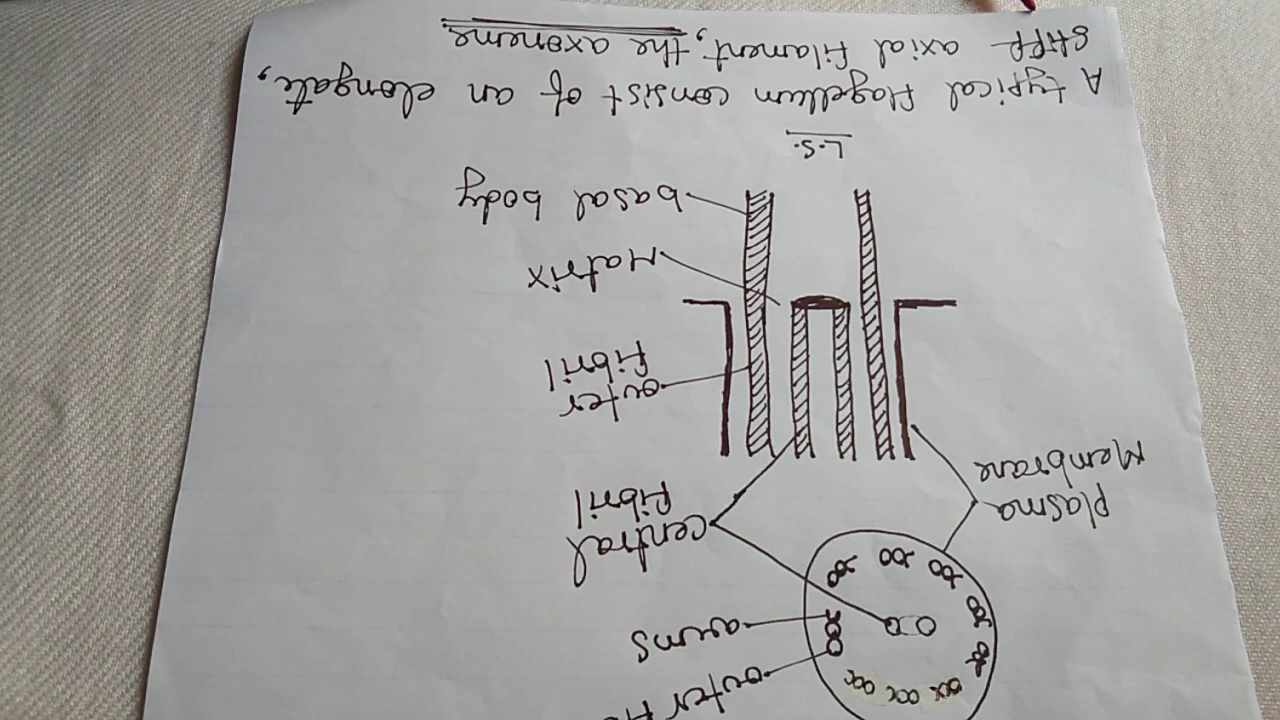 outer
arms
central
fibril
plasma
Membrane
outer
fibril
Matrix
basal body
L.S.
A typical flagellum consist of an elongate,
stiff axial filament, the axoneme.